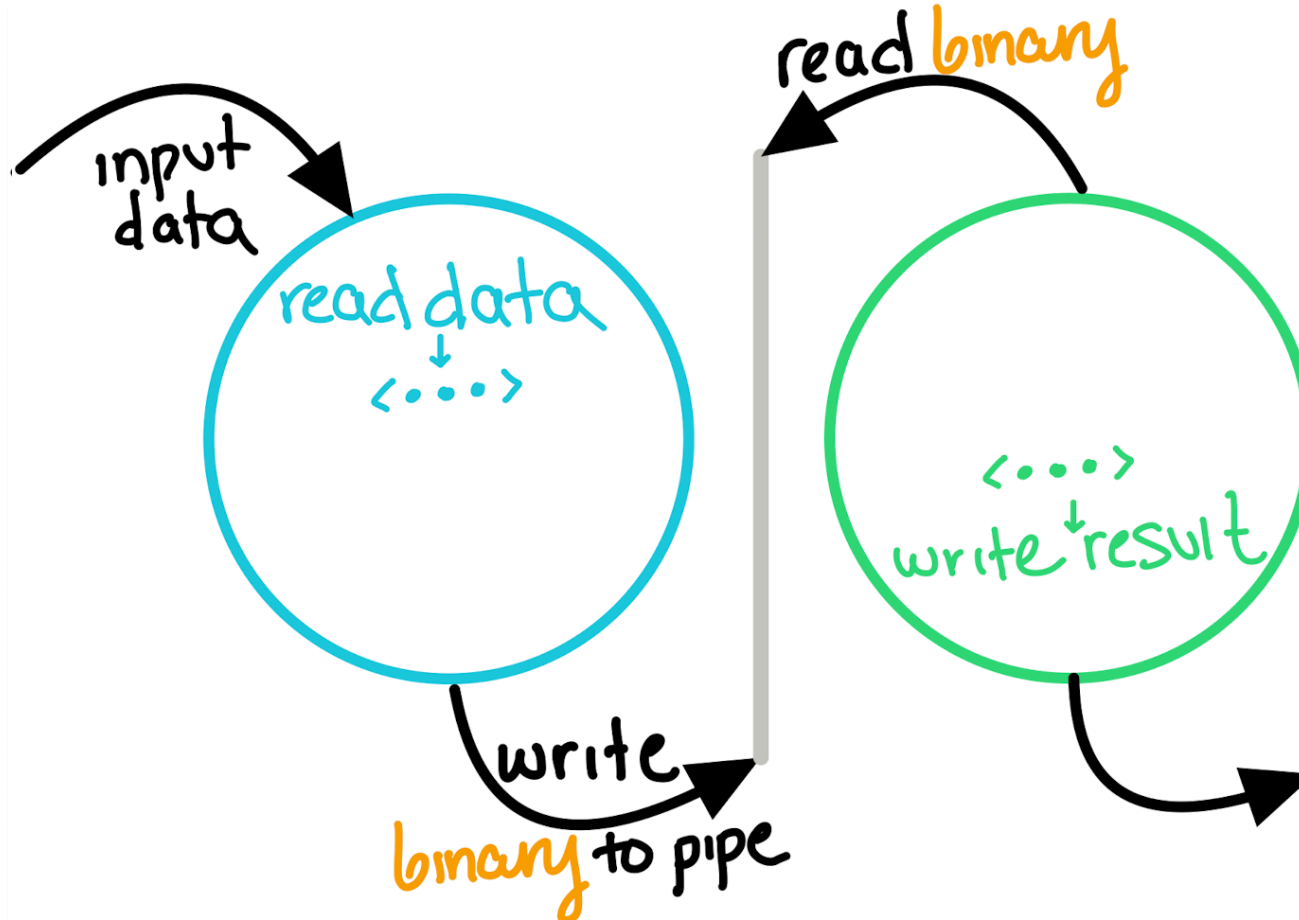 read binary
input
data
read data
↓
<•••>
<•••>
↓
write result
write
binary to pipe